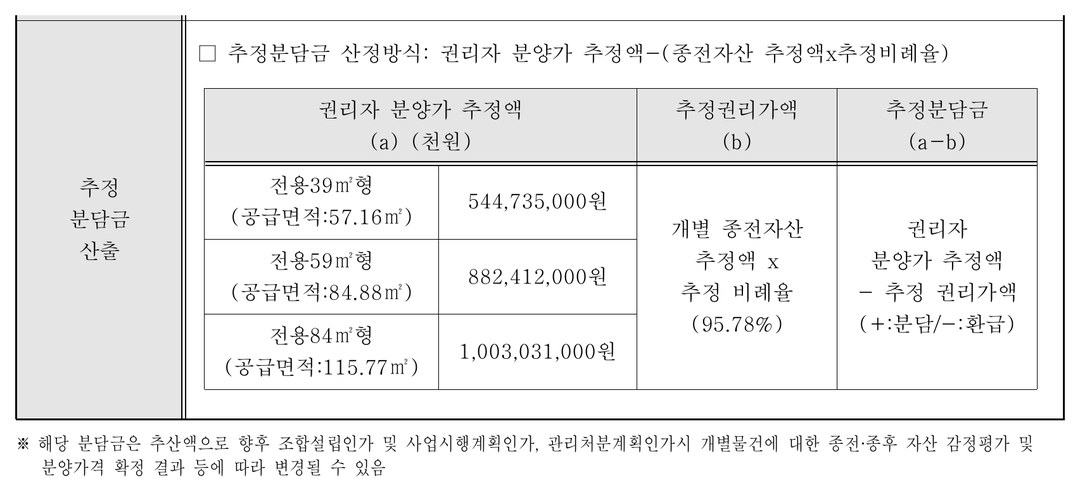 □ 추정분담금 산정방식: 권리자 분양가 추정액-(종전자산 추정액x추정비례율)
추정
분담금
산출
권리자 분양가 추정액
(a) (천원)
추정권리가액
(b)
추정분담금
(a-b)
전용39㎡형
(공급면적:57.16㎡)
544,735,000원
전용59㎡형
(공급면적:84.88㎡)
882,412,000원
전용84㎡형
(공급면적:115.77㎡)
1,003,031,000원
개별 종전자산
추정액 x
추정 비례율
(95.78%)
권리자
분양가 추정액
- 추정 권리가액
(+:분담/-:환급)
※ 해당 분담금은 추산액으로 향후 조합설립인가 및 사업시행계획인가, 관리처분계획인가시 개별물건에 대한 종전·종후 자산 감정평가 및
분양가격 확정 결과 등에 따라 변경될 수 있음